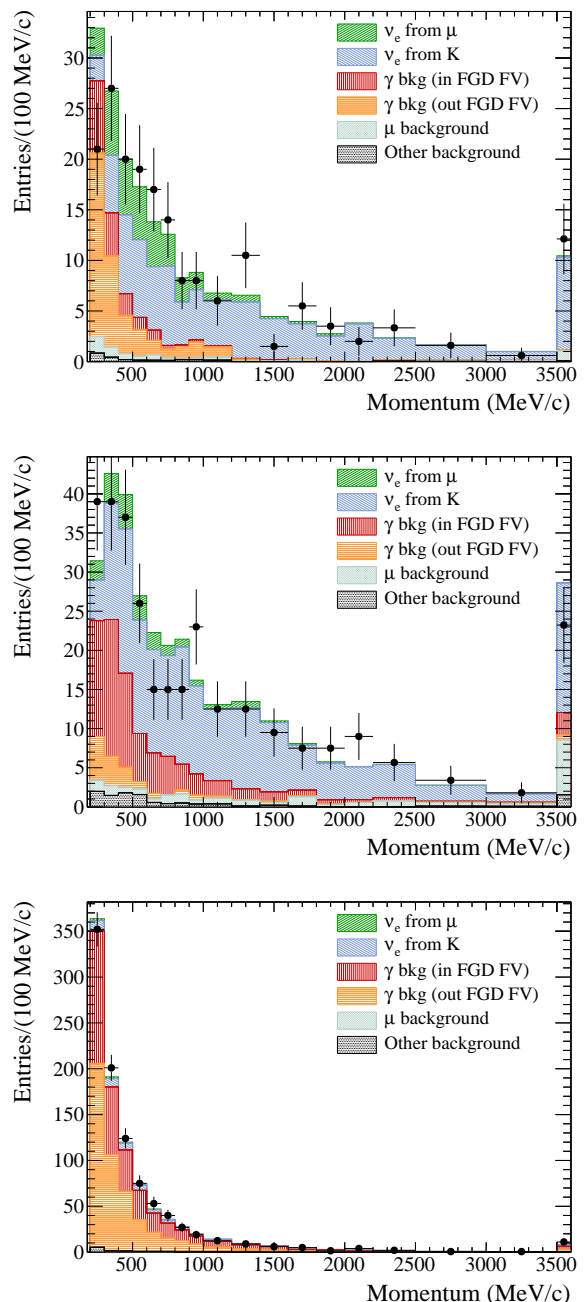 Entries/(100 MeV/c)
30
25
20
15
10
5
0
ν_e from μ
ν_e from K
γ bkg (in FGD FV)
γ bkg (out FGD FV)
μ background
Other background
500 1000 1500 2000 2500 3000 3500
Momentum (MeV/c)
Entries/(100 MeV/c)
40
35
30
25
20
15
10
5
0
ν_e from μ
ν_e from K
γ bkg (in FGD FV)
γ bkg (out FGD FV)
μ background
Other background
500 1000 1500 2000 2500 3000 3500
Momentum (MeV/c)
Entries/(100 MeV/c)
350
300
250
200
150
100
50
0
ν_e from μ
ν_e from K
γ bkg (in FGD FV)
γ bkg (out FGD FV)
μ background
Other background
500 1000 1500 2000 2500 3000 3500
Momentum (MeV/c)